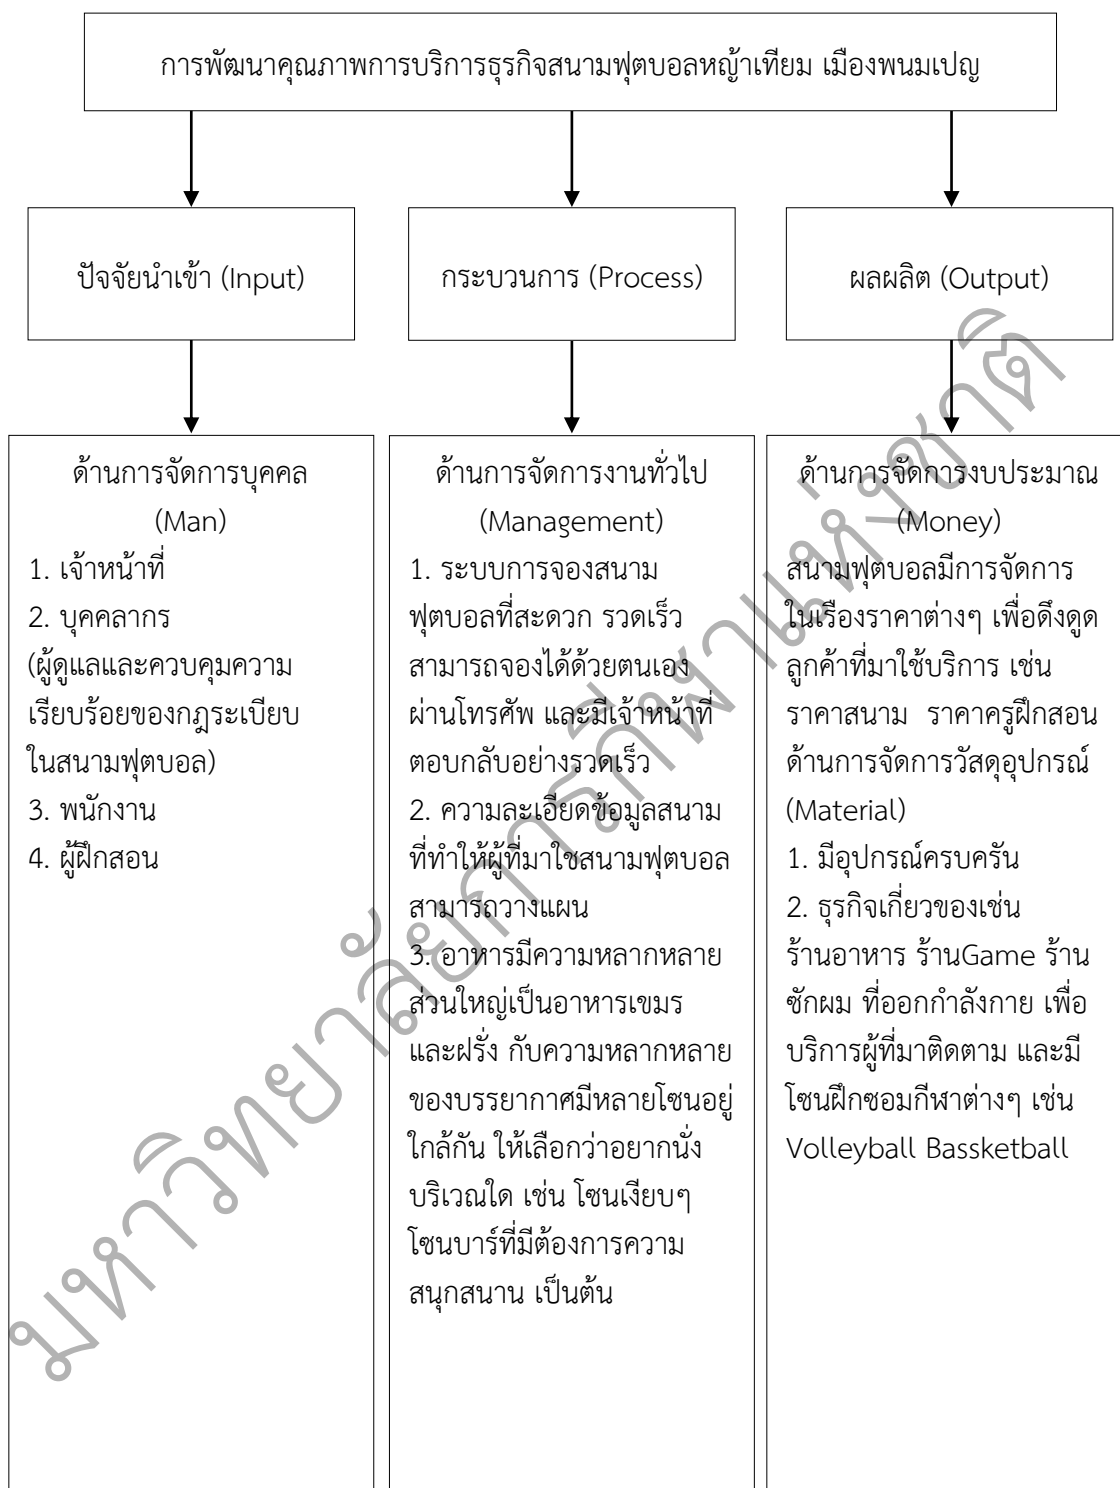 การพัฒนาคุณภาพการบริการธุรกิจสนามฟุตบอลหญ้าเทียม เมืองพนมเปญ
ปัจจัยนำเข้า (Input)
กระบวนการ (Process)
ผลผลิต (Output)
ด้านการจัดการบุคคล
(Man)
1. เจ้าหน้าที่
2. บุคคลากร
(ผู้ดูแลและควบคุมความ
เรียบร้อยของกฎระเบียบ
ในสนามฟุตบอล)
3. พนักงาน
4. ผู้ฝึกสอน
ด้านการจัดการงานทั่วไป
(Management)
1. ระบบการจองสนาม
ฟุตบอลที่สะดวก รวดเร็ว
สามารถจองได้ด้วยตนเอง
ผ่านโทรศัพ และมีเจ้าหน้าที่
ตอบกลับอย่างรวดเร็ว
2. ความละเอียดข้อมูลสนาม
ที่ทำให้ผู้ที่มาใชสนามฟุตบอล
สามารถวางแผน
3. อาหารมีความหลากหลาย
ส่วนใหญ่เป็นอาหารเขมร
และฝรั่ง กับความหลากหลาย
ของบรรยากาศมีหลายโซนอยู่
ใกล้กัน ให้เลือกว่าอยากนั่ง
บริเวณใด เช่น โซนเงียบๆ
โซนบาร์ที่มีต้องการความ
สนุกสนาน เป็นต้น
ด้านการจัดการงบประมาณ
(Money)
สนามฟุตบอลมีการจัดการ
ในเรื่องราคาต่างๆ เพื่อดึงดูด
ลูกค้าที่มาใช้บริการ เช่น
ราคาสนาม ราคาครูฝึกสอน
ด้านการจัดการวัสดุอุปกรณ์
(Material)
1. มีอุปกรณ์ครบครัน
2. ธุรกิจเกี่ยวของเช่น
ร้านอาหาร ร้านGame ร้าน
ซักผม ที่ออกกำลังกาย เพื่อ
บริการผู้ที่มาติดตาม และมี
โซนฝึกซอมกีฬาต่างๆ เช่น
Volleyball Bassketball
มหาวิทยาลัยการกีฬาแห่งชาติ